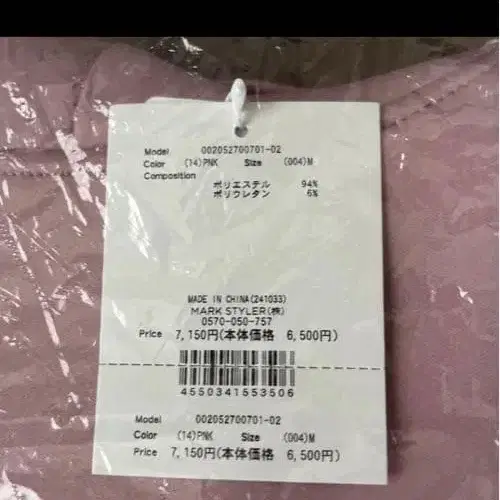 Model 002052700701-02
Color (14)PNK Size (004)M
Composition
ポリエステル 94%
ポリウレタン 6%
MADE IN CHINA(241033)
MARK STYLER(株)
0570-050-757
Price 7,150円(本体価格 6,500円)
4550341553506
Model 002052700701-02
Color (14)PNK Size (004)M
Price 7,150円(本体価格 6,500円)